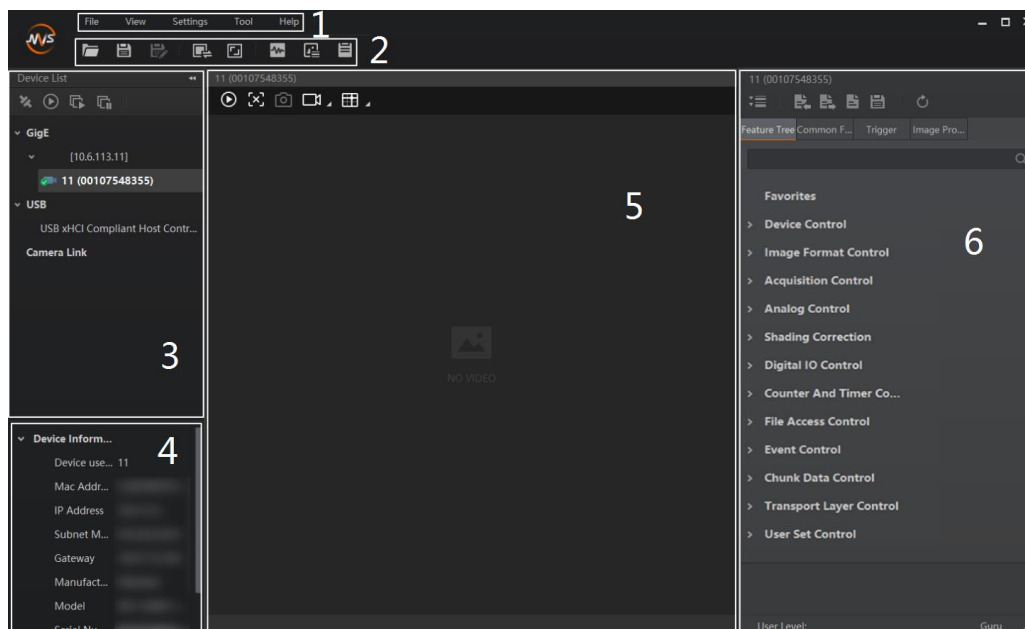 File View Settings Tool Help 1
MVS
2
Device List
GigE
[10.6.113.11]
11 (00107548355)
USB
USB xHCI Compliant Host Contr...
Camera Link
3
Device Inform...
4
Device use... 11
Mac Addr...
IP Address
Subnet M...
Gateway
Manufact...
Model
Serial Nu...
11 (00107548355)
5
NO VIDEO
11 (00107548355)
Feature Tree Common F... Trigger Image Pro...
Favorites
Device Control
6
Image Format Control
Acquisition Control
Analog Control
Shading Correction
Digital IO Control
Counter And Timer Co...
File Access Control
Event Control
Chunk Data Control
Transport Layer Control
User Set Control
User Level: Guru